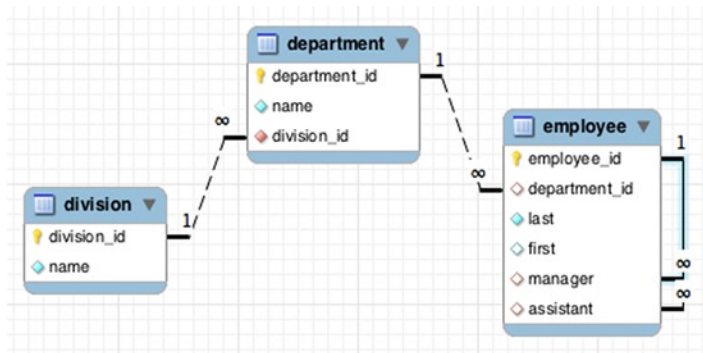 department
1
department_id
name
∞
division_id
employee
1
employee_id
∞
department_id
division
last
1
division_id
first
name
manager
∞
assistant
∞